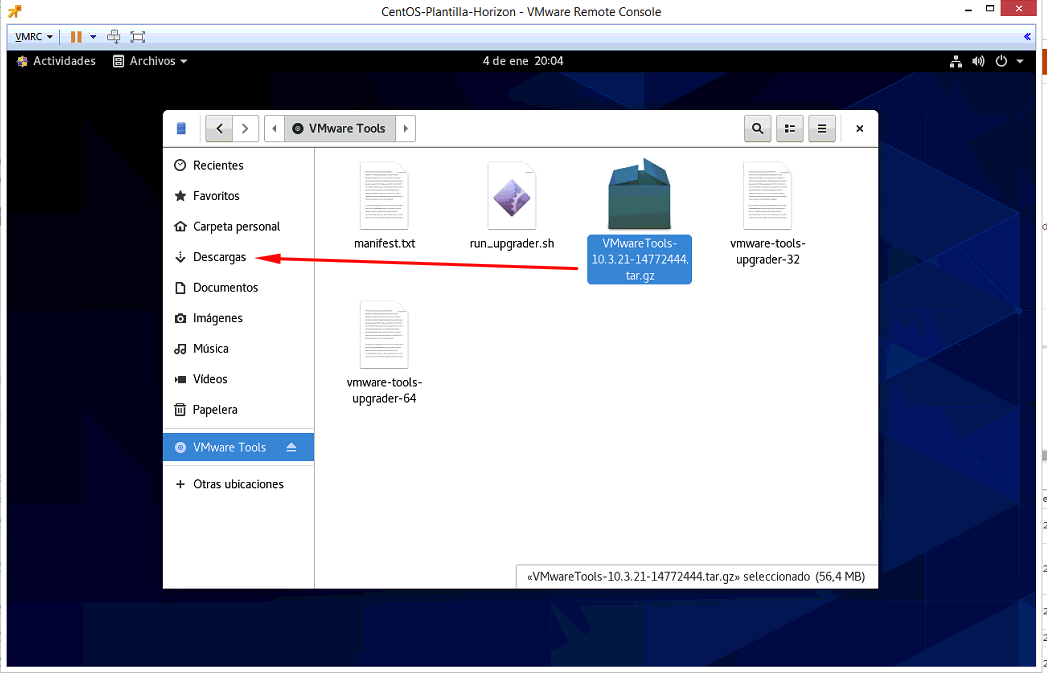 CentOS-Plantilla-Horizon - VMware Remote Console
VMRC
Actividades
Archivos
4 de ene 20:04
VMware Tools
Recientes
Favoritos
Carpeta personal
Descargas
Documentos
Imágenes
Música
Vídeos
Papelera
VMware Tools
Otras ubicaciones
manifest.txt
run_upgrader.sh
VMwareTools-
10.3.21-14772444.
tar.gz
vmware-tools-
upgrader-32
vmware-tools-
upgrader-64
«VMwareTools-10.3.21-14772444.tar.gz» seleccionado (56,4 MB)